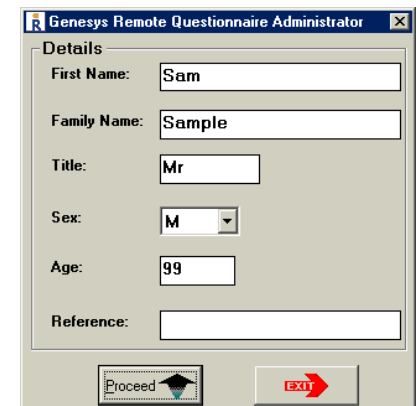 Genesys Remote Questionnaire Administrator
Details
First Name: Sam
Family Name: Sample
Title: Mr
Sex: M
Age: 99
Reference:
Proceed EXIT